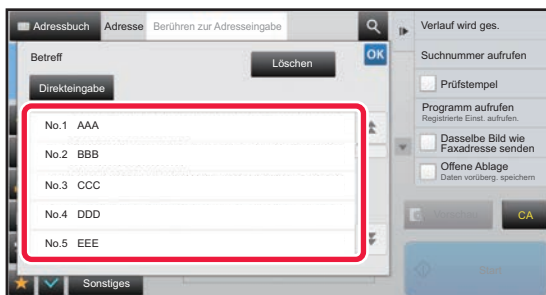 Adressbuch Adresse Berühren zur Adresseingabe
Verlauf wird ges.
Betreff Löschen OK
Suchnummer aufrufen
Direkteingabe
Prüfstempel
Programm aufrufen
Registrierte Einst. aufrufen.
No.1 AAA
No.2 BBB
Dasselbe Bild wie
Faxadresse senden
No.3 CCC
Offene Ablage
Daten vorüberg. speichern
No.4 DDD
CA
No.5 EEE
Sonstiges
Start